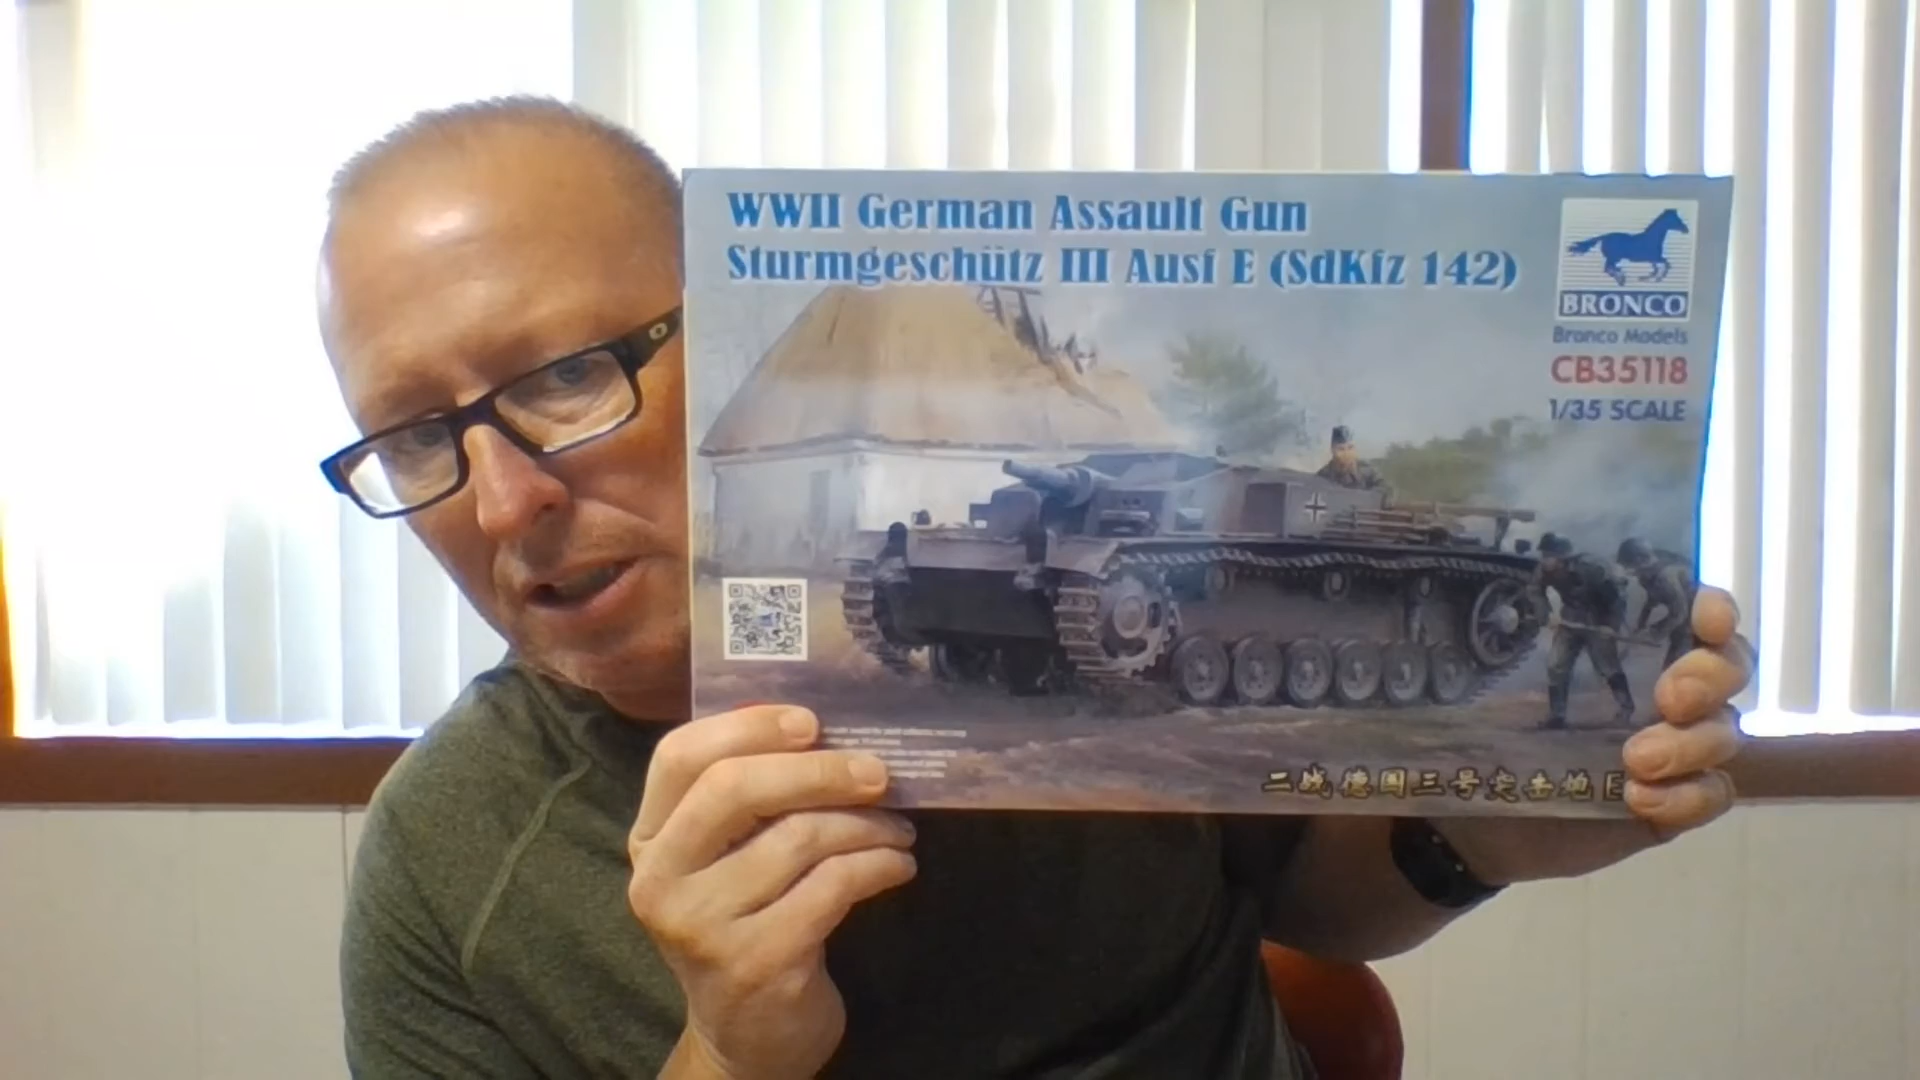 WWII German Assault Gun
Sturmgeschütz III Ausf E (SdKfz 142)
BRONCO
Bronco Models
CB35118
1/35 SCALE
二战德国三号突击炮 E